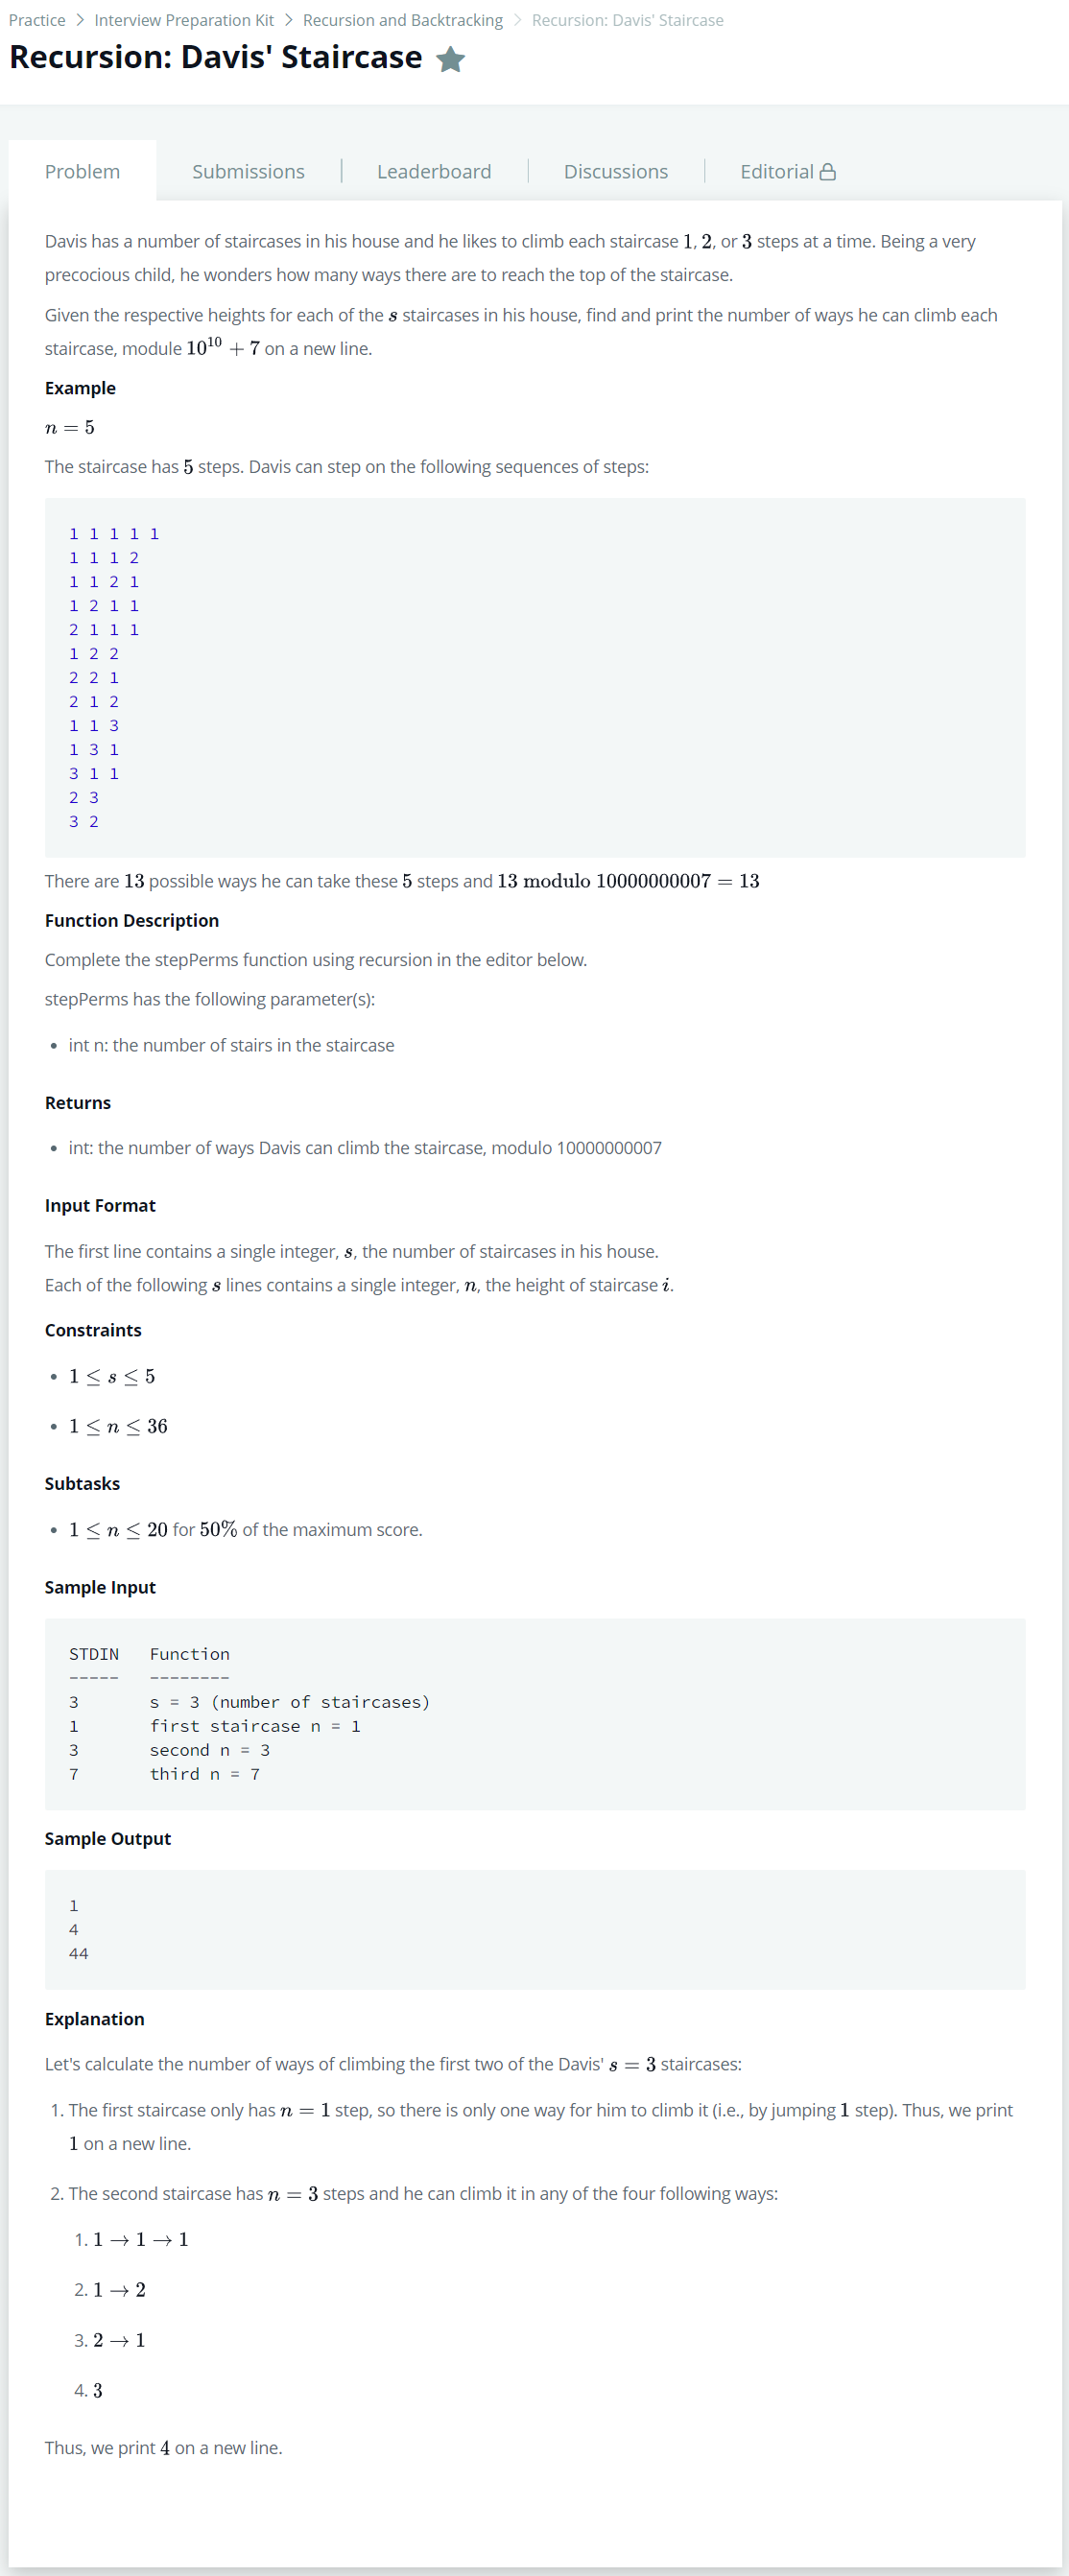 Practice > Interview Preparation Kit > Recursion and Backtracking > Recursion: Davis' Staircase
Recursion: Davis' Staircase
Problem Submissions Leaderboard Discussions Editorial
Davis has a number of staircases in his house and he likes to climb each staircase 1, 2, or 3 steps at a time. Being a very
precocious child, he wonders how many ways there are to reach the top of the staircase.
Given the respective heights for each of the s staircases in his house, find and print the number of ways he can climb each
staircase, module 10^10 + 7 on a new line.
Example
n = 5
The staircase has 5 steps. Davis can step on the following sequences of steps:
1 1 1 1 1
1 1 1 2
1 1 2 1
1 2 1 1
2 1 1 1
1 2 2
2 2 1
2 1 2
1 1 3
1 3 1
3 1 1
2 3
3 2
There are 13 possible ways he can take these 5 steps and 13 modulo 10000000007 = 13
Function Description
Complete the stepPerms function using recursion in the editor below.
stepPerms has the following parameter(s):
• int n: the number of stairs in the staircase
Returns
• int: the number of ways Davis can climb the staircase, modulo 10000000007
Input Format
The first line contains a single integer, s, the number of staircases in his house.
Each of the following s lines contains a single integer, n, the height of staircase i.
Constraints
• 1 ≤ s ≤ 5
• 1 ≤ n ≤ 36
Subtasks
• 1 ≤ n ≤ 20 for 50% of the maximum score.
Sample Input
STDIN Function
----- --------
3 s = 3 (number of staircases)
1 first staircase n = 1
3 second n = 3
7 third n = 7
Sample Output
1
4
44
Explanation
Let's calculate the number of ways of climbing the first two of the Davis' s = 3 staircases:
1. The first staircase only has n = 1 step, so there is only one way for him to climb it (i.e., by jumping 1 step). Thus, we print
1 on a new line.
2. The second staircase has n = 3 steps and he can climb it in any of the four following ways:
1. 1 → 1 → 1
2. 1 → 2
3. 2 → 1
4. 3
Thus, we print 4 on a new line.